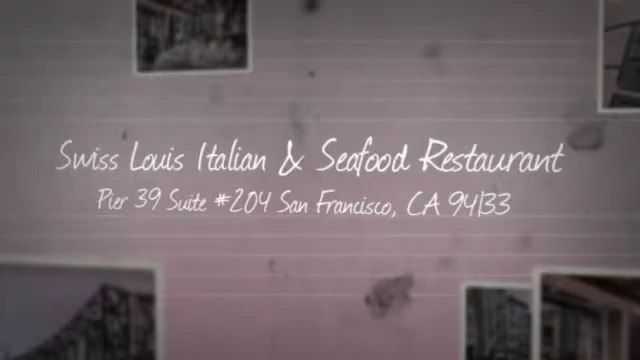 Swiss Louis Italian & Seafood Restaurant
Pier 39 Suite #204 San Francisco, CA 94133